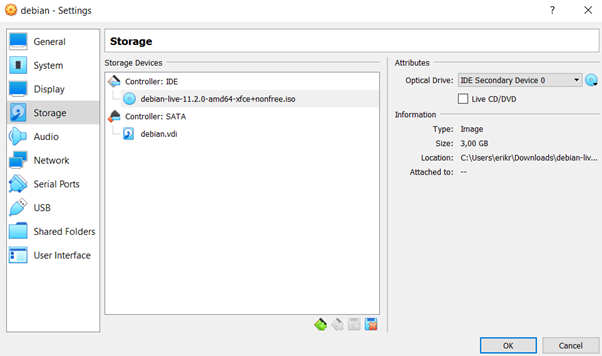 debian - Settings
? ×
General
System
Display
Storage
Audio
Network
Serial Ports
USB
Shared Folders
User Interface
Storage
Storage Devices
Controller: IDE
debian-live-11.2.0-amd64-xfce+nonfree.iso
Controller: SATA
debian.vdi
Attributes
Optical Drive: IDE Secondary Device 0
Live CD/DVD
Information
Type: Image
Size: 3,00 GB
Location: C:\Users\erikr\Downloads\debian-liv...
Attached to: --
OK Cancel